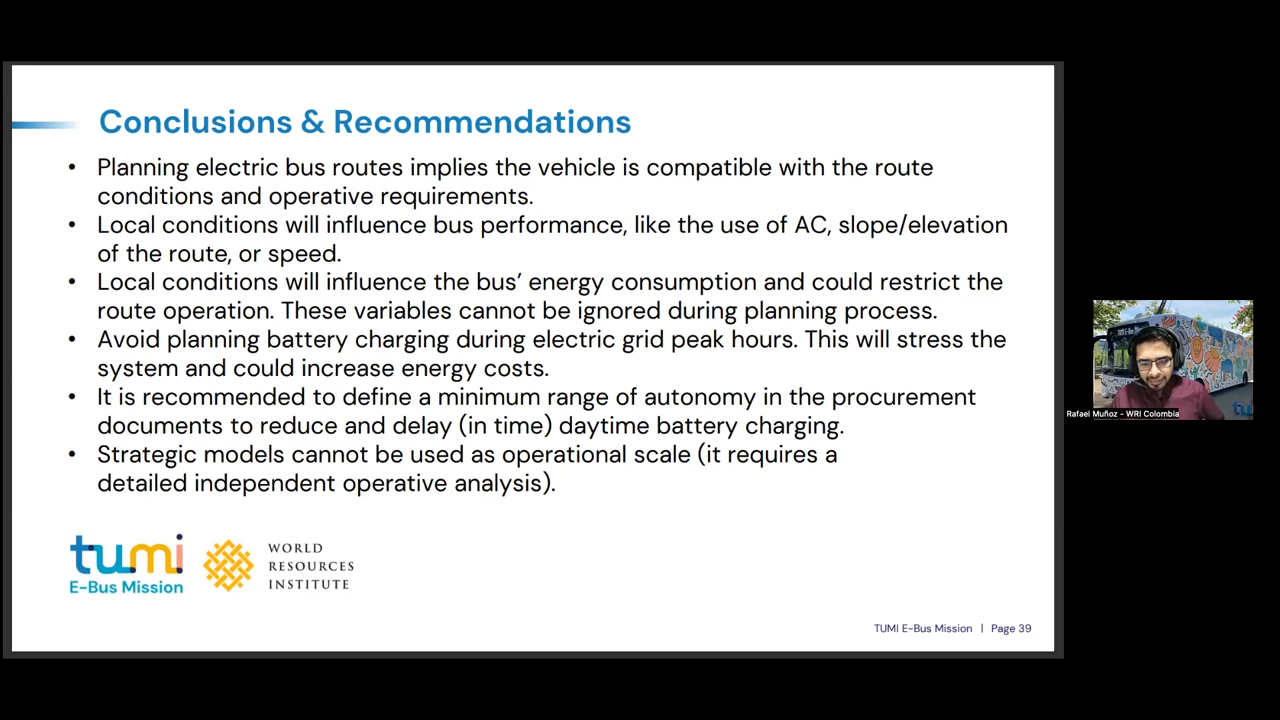 Conclusions & Recommendations
• Planning electric bus routes implies the vehicle is compatible with the route
conditions and operative requirements.
• Local conditions will influence bus performance, like the use of AC, slope/elevation
of the route, or speed.
• Local conditions will influence the bus’ energy consumption and could restrict the
route operation. These variables cannot be ignored during planning process.
• Avoid planning battery charging during electric grid peak hours. This will stress the
system and could increase energy costs.
• It is recommended to define a minimum range of autonomy in the procurement
documents to reduce and delay (in time) daytime battery charging.
• Strategic models cannot be used as operational scale (it requires a
detailed independent operative analysis).
tumi
E-Bus Mission
WORLD
RESOURCES
INSTITUTE
TUMI E-Bus Mission | Page 39
Rafael Muñoz - WRI Colombia